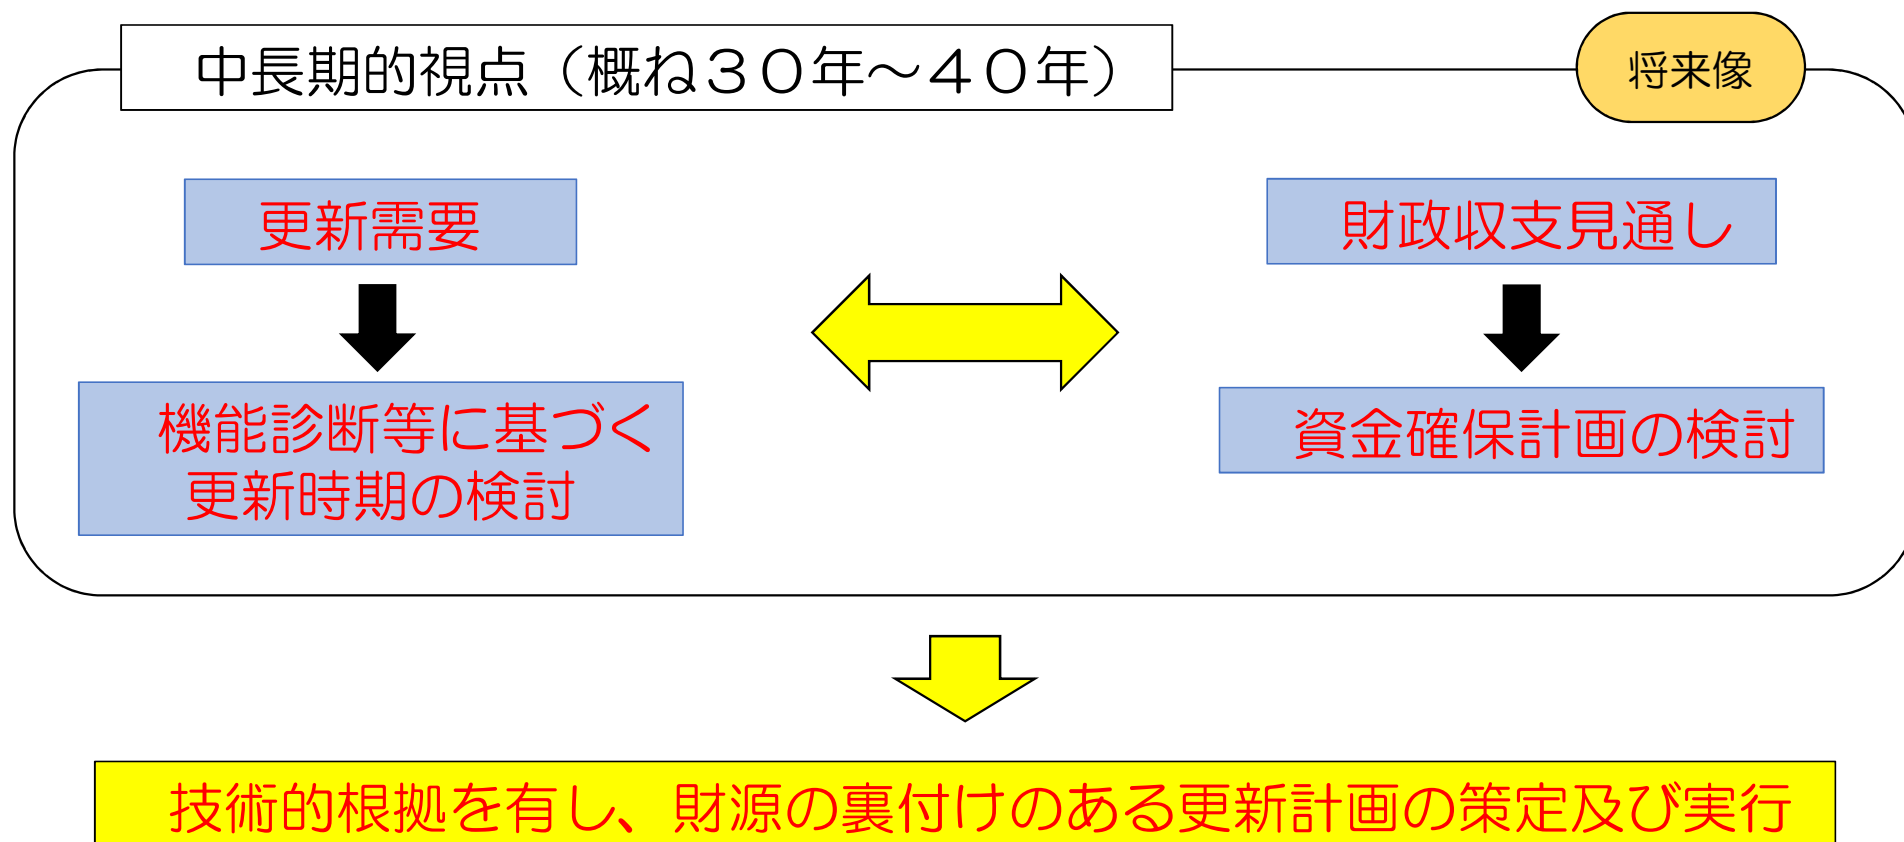 中長期的視点（概ね３０年～４０年）
将来像
更新需要
財政収支見通し
機能診断等に基づく
更新時期の検討
資金確保計画の検討
技術的根拠を有し、財源の裏付けのある更新計画の策定及び実行